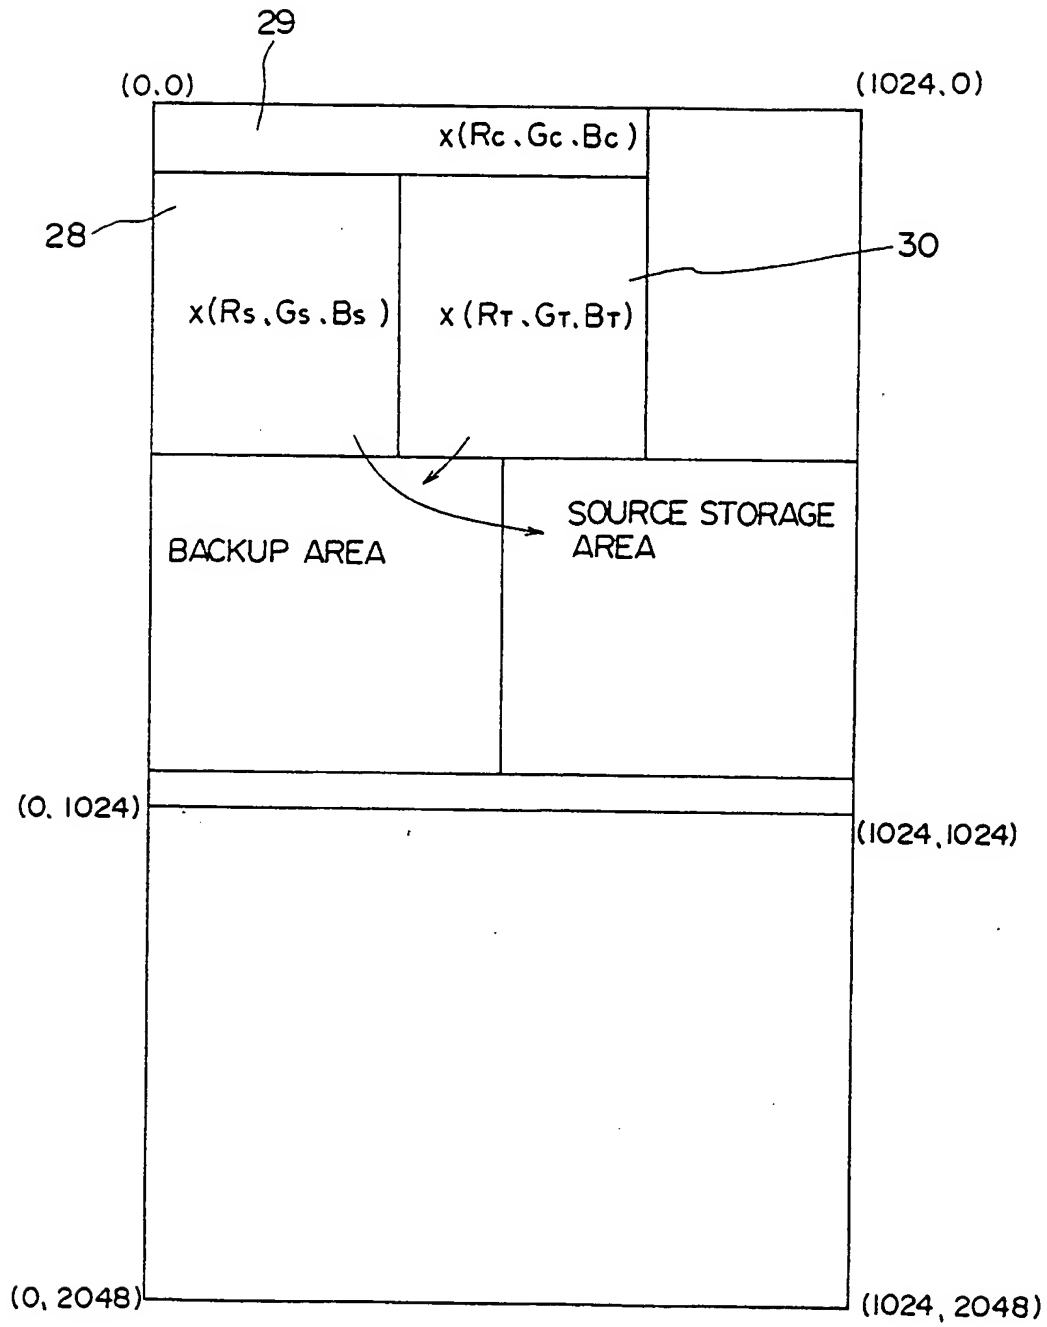 29
(0.0)
(1024.0)
x(Rc.Gc.Bc)
28
30
x(Rs.Gs.Bs)
x(RT.GT.BT)
SOURCE STORAGE
AREA
BACKUP AREA
(0.1024)
(1024.1024)
(0, 2048)
(1024, 2048)